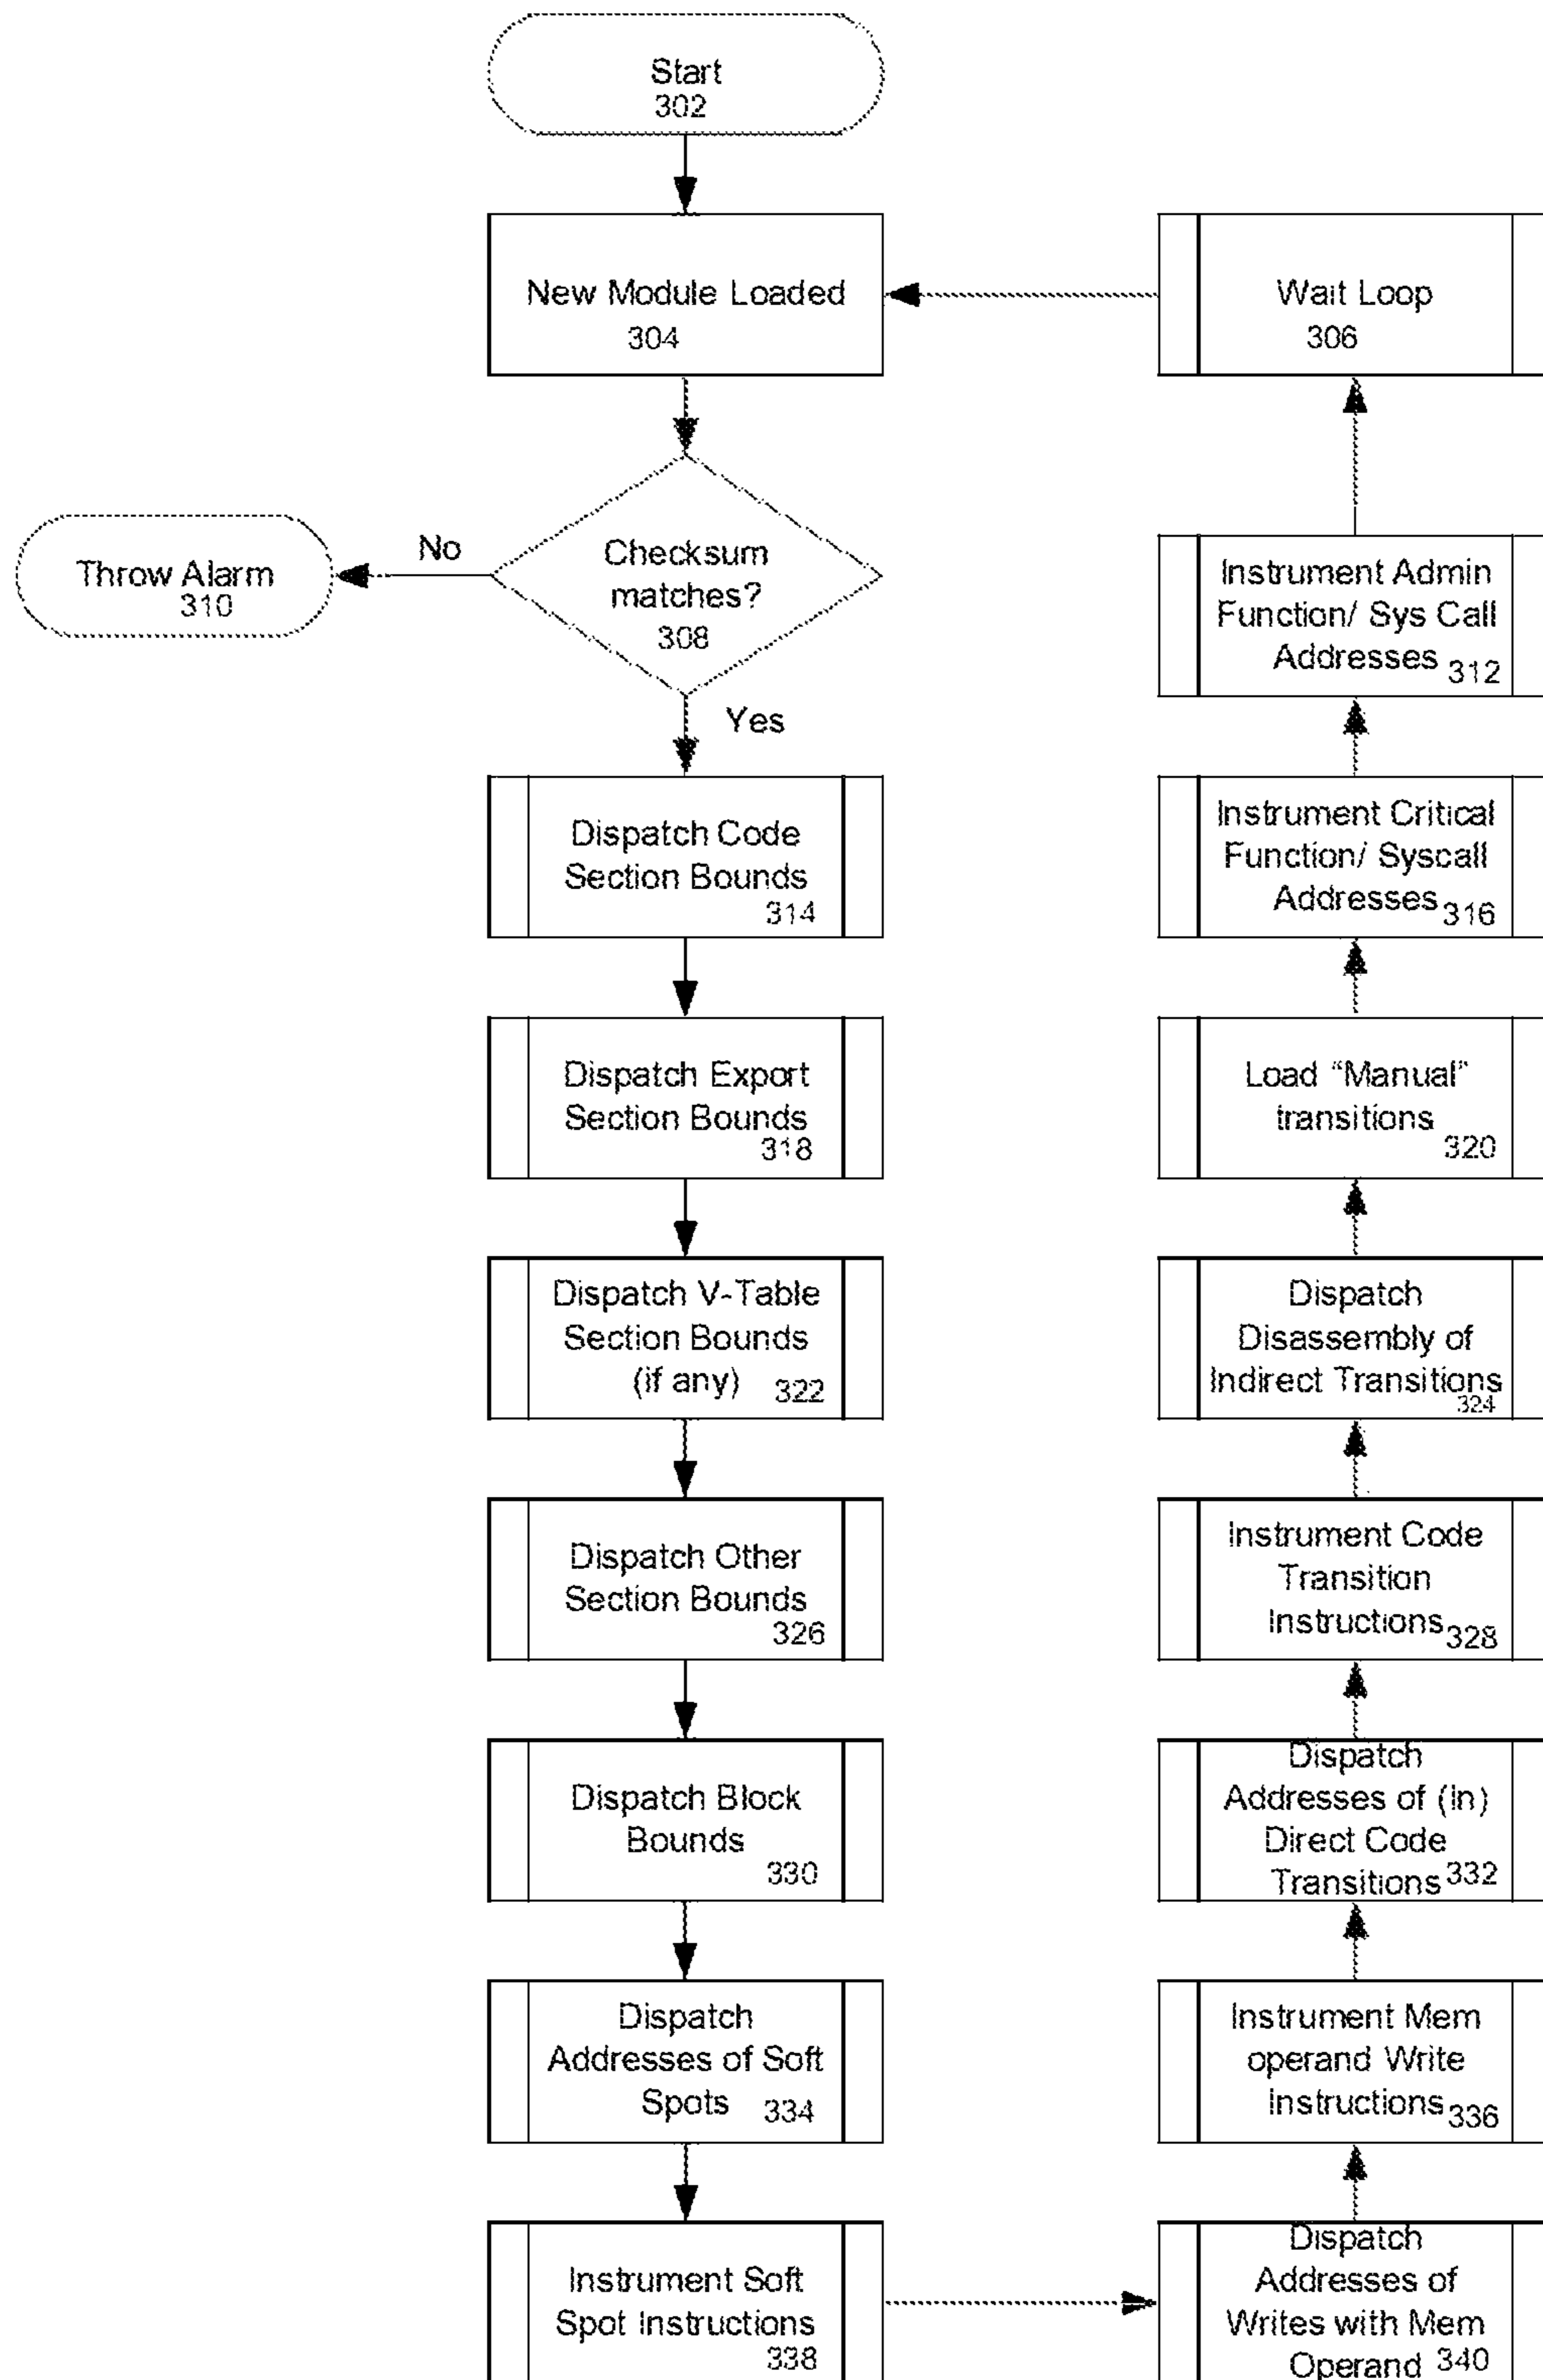 Start
302
New Module Loaded
304
Wait Loop
306
No
Throw Alarm
310
Checksum
matches?
308
Yes
Instrument Admin
Function/ Sys Call
Addresses 312
Dispatch Code
Section Bounds
314
Instrument Critical
Function/ Syscall
Addresses 316
Dispatch Export
Section Bounds
318
Load “Manual”
transitions
320
Dispatch V-Table
Section Bounds
(if any) 322
Dispatch
Disassembly of
Indirect Transitions
324
Dispatch Other
Section Bounds
326
Instrument Code
Transition
Instructions 328
Dispatch Block
Bounds
330
Dispatch
Addresses of (In)
Direct Code
Transitions 332
Dispatch
Addresses of Soft
Spots 334
Instrument Mem
operand Write
Instructions 336
Instrument Soft
Spot Instructions
338
Dispatch
Addresses of
Writes with Mem
Operand 340